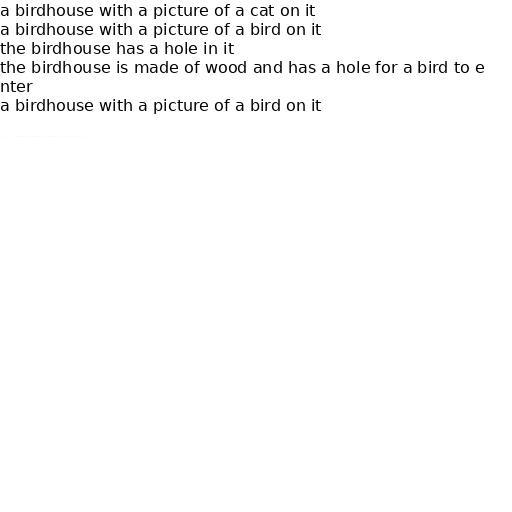 a birdhouse with a picture of a cat on it
a birdhouse with a picture of a bird on it
the birdhouse has a hole in it
the birdhouse is made of wood and has a hole for a bird to e
nter
a birdhouse with a picture of a bird on it